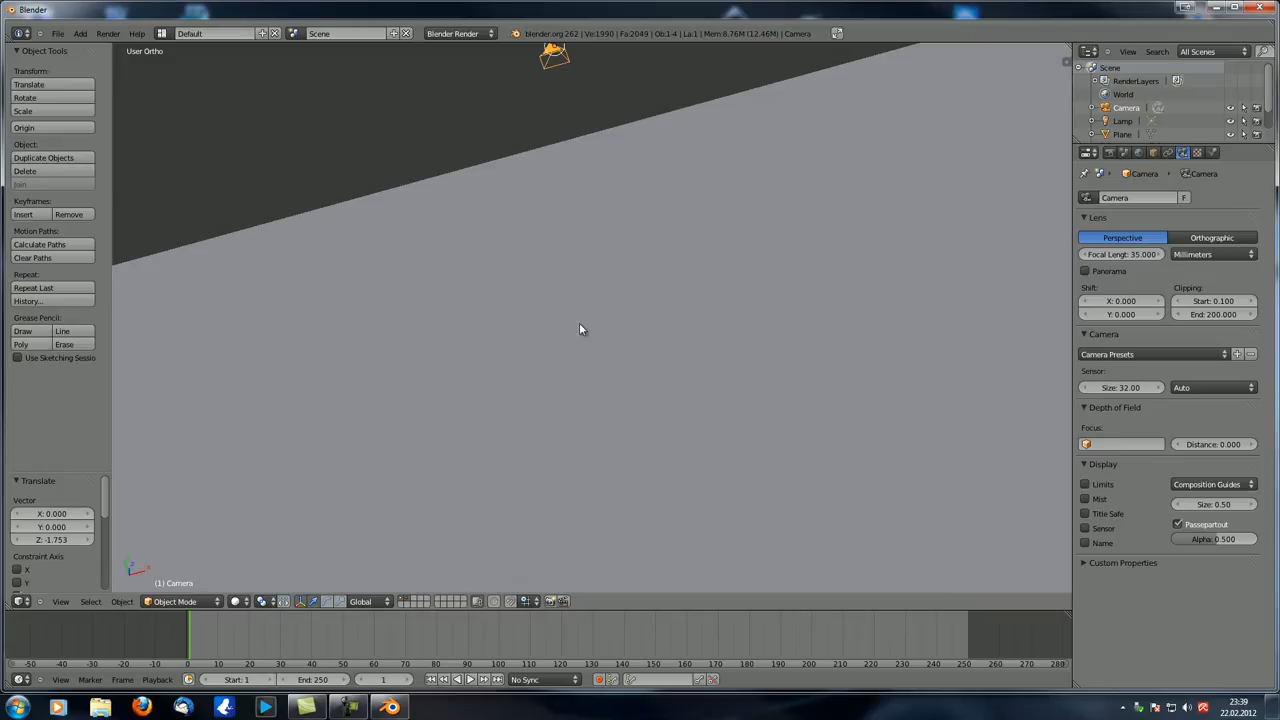 Blender
File Add Render Help Default Scene Blender Render blender.org 262 | Ve:1990 | Fa:2049 | Ob:1-4 | La:1 | Mem:8.76M (12.46M) | Camera
View Search All Scenes
Object Tools
User Ortho
Transform:
Translate
Rotate
Scale
Origin
Object:
Duplicate Objects
Delete
Join
Keyframes:
Insert Remove
Motion Paths:
Calculate Paths
Clear Paths
Repeat:
Repeat Last
History...
Grease Pencil:
Draw Line
Poly Erase
Use Sketching Sessio
Translate
Vector
X: 0.000
Y: 0.000
Z: -1.753
Constraint Axis
X
Y
(1) Camera
Scene
RenderLayers
World
Camera
Lamp
Plane
Camera Camera
Camera F
Lens
Perspective Orthographic
Focal Lengt: 35.000 Millimeters
Panorama
Shift: Clipping:
X: 0.000 Start: 0.100
Y: 0.000 End: 200.000
Camera
Camera Presets
Sensor:
Size: 32.00 Auto
Depth of Field
Focus:
Distance: 0.000
Display
Limits Composition Guides
Mist Size: 0.50
Title Safe Passepartout
Sensor Alpha: 0.500
Name
Custom Properties
View Select Object Object Mode Global
-50 -40 -30 -20 -10 0 10 20 30 40 50 60 70 80 90 100 110 120 130 140 150 160 170 180 190 200 210 220 230 240 250 260 270 280
View Marker Frame Playback Start: 1 End: 250 1 No Sync
23:39
22.02.2012